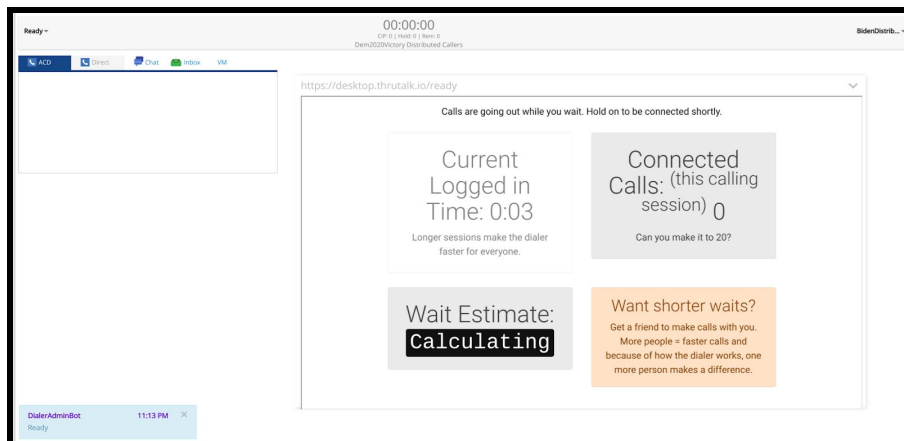 Ready
00:00:00
CIP: 0 | Hold: 0 | Rem: 0
Dem2020Victory Distributed Callers
BidenDistrib...
ACD
Direct
Chat
Inbox
VM
https://desktop.thrutalk.io/ready
Calls are going out while you wait. Hold on to be connected shortly.
Current
Logged in
Time: 0:03
Longer sessions make the dialer
faster for everyone.
Connected
Calls: (this calling
session) 0
Can you make it to 20?
Wait Estimate:
Calculating
Want shorter waits?
Get a friend to make calls with you.
More people = faster calls and
because of how the dialer works, one
more person makes a difference.
DialerAdminBot 11:13 PM
Ready